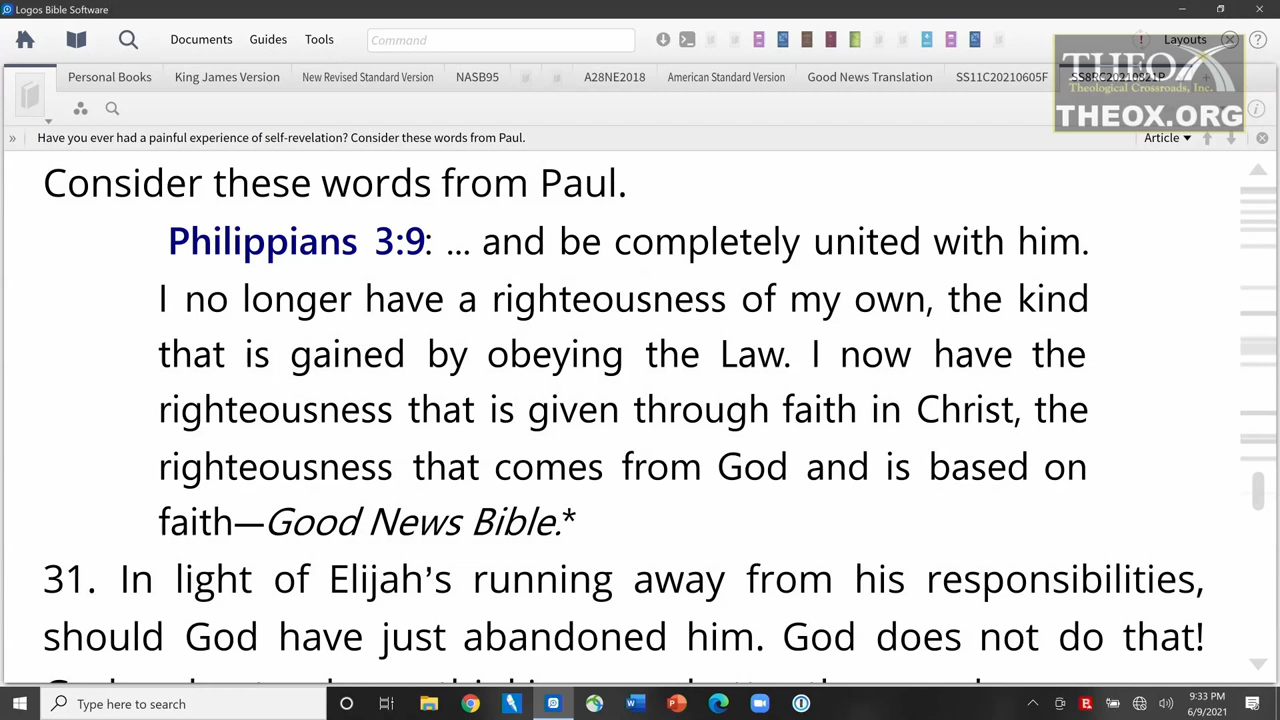 Logos Bible Software
Documents Guides Tools Command Layouts
THEOX
Theological Crossroads, Inc.
THEOX.ORG
Personal Books King James Version New Revised Standard Version NASB95 A28NE2018 American Standard Version Good News Translation SS11C20210605F SS8RC20210821P
Have you ever had a painful experience of self-revelation? Consider these words from Paul. Article
Consider these words from Paul.
Philippians 3:9: ... and be completely united with him.
I no longer have a righteousness of my own, the kind
that is gained by obeying the Law. I now have the
righteousness that is given through faith in Christ, the
righteousness that comes from God and is based on
faith—Good News Bible.*
31. In light of Elijah's running away from his responsibilities,
should God have just abandoned him. God does not do that!
Type here to search
9:33 PM
6/9/2021